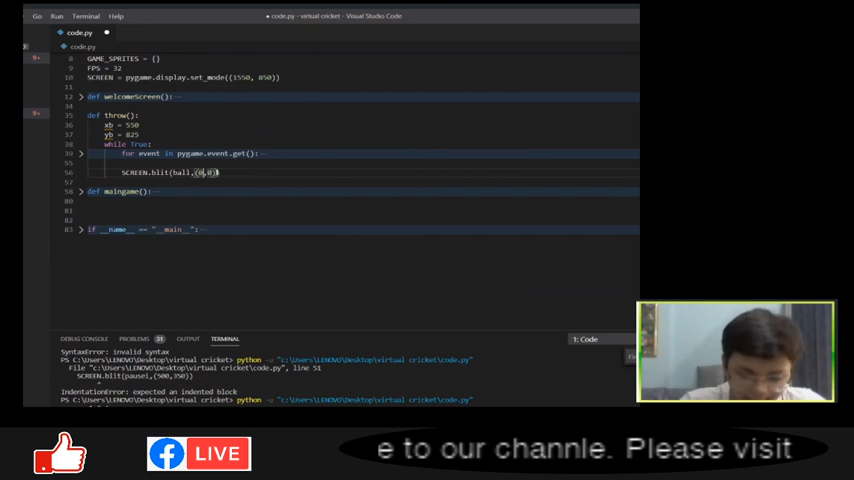 Go Run Terminal Help
● code.py - virtual cricket - Visual Studio Code
code.py ●
code.py
9+
9+
8 GAME_SPRITES = {}
9 FPS = 32
10 SCREEN = pygame.display.set_mode((1550, 850))
11
12 > def welcomeScreen(): ⋯
34
35 def throw():
36 xb = 550
37 yb = 825
38 while True:
39 > for event in pygame.event.get(): ⋯
55
56 SCREEN.blit(ball,(0,0))
57
58 > def maingame(): ⋯
80
81
82
83 > if __name__ == "__main__": ⋯
DEBUG CONSOLE PROBLEMS 31 OUTPUT TERMINAL 1: Code
SyntaxError: invalid syntax
PS C:\Users\LENOVO\Desktop\virtual cricket> python -u "c:\Users\LENOVO\Desktop\virtual cricket\code.py"
File "c:\Users\LENOVO\Desktop\virtual cricket\code.py", line 51
SCREEN.blit(pausei,(500,350))
^
IndentationError: expected an indented block
PS C:\Users\LENOVO\Desktop\virtual cricket> python -u "c:\Users\LENOVO\Desktop\virtual cricket\code.py"
LIVE
e to our channle. Please visit